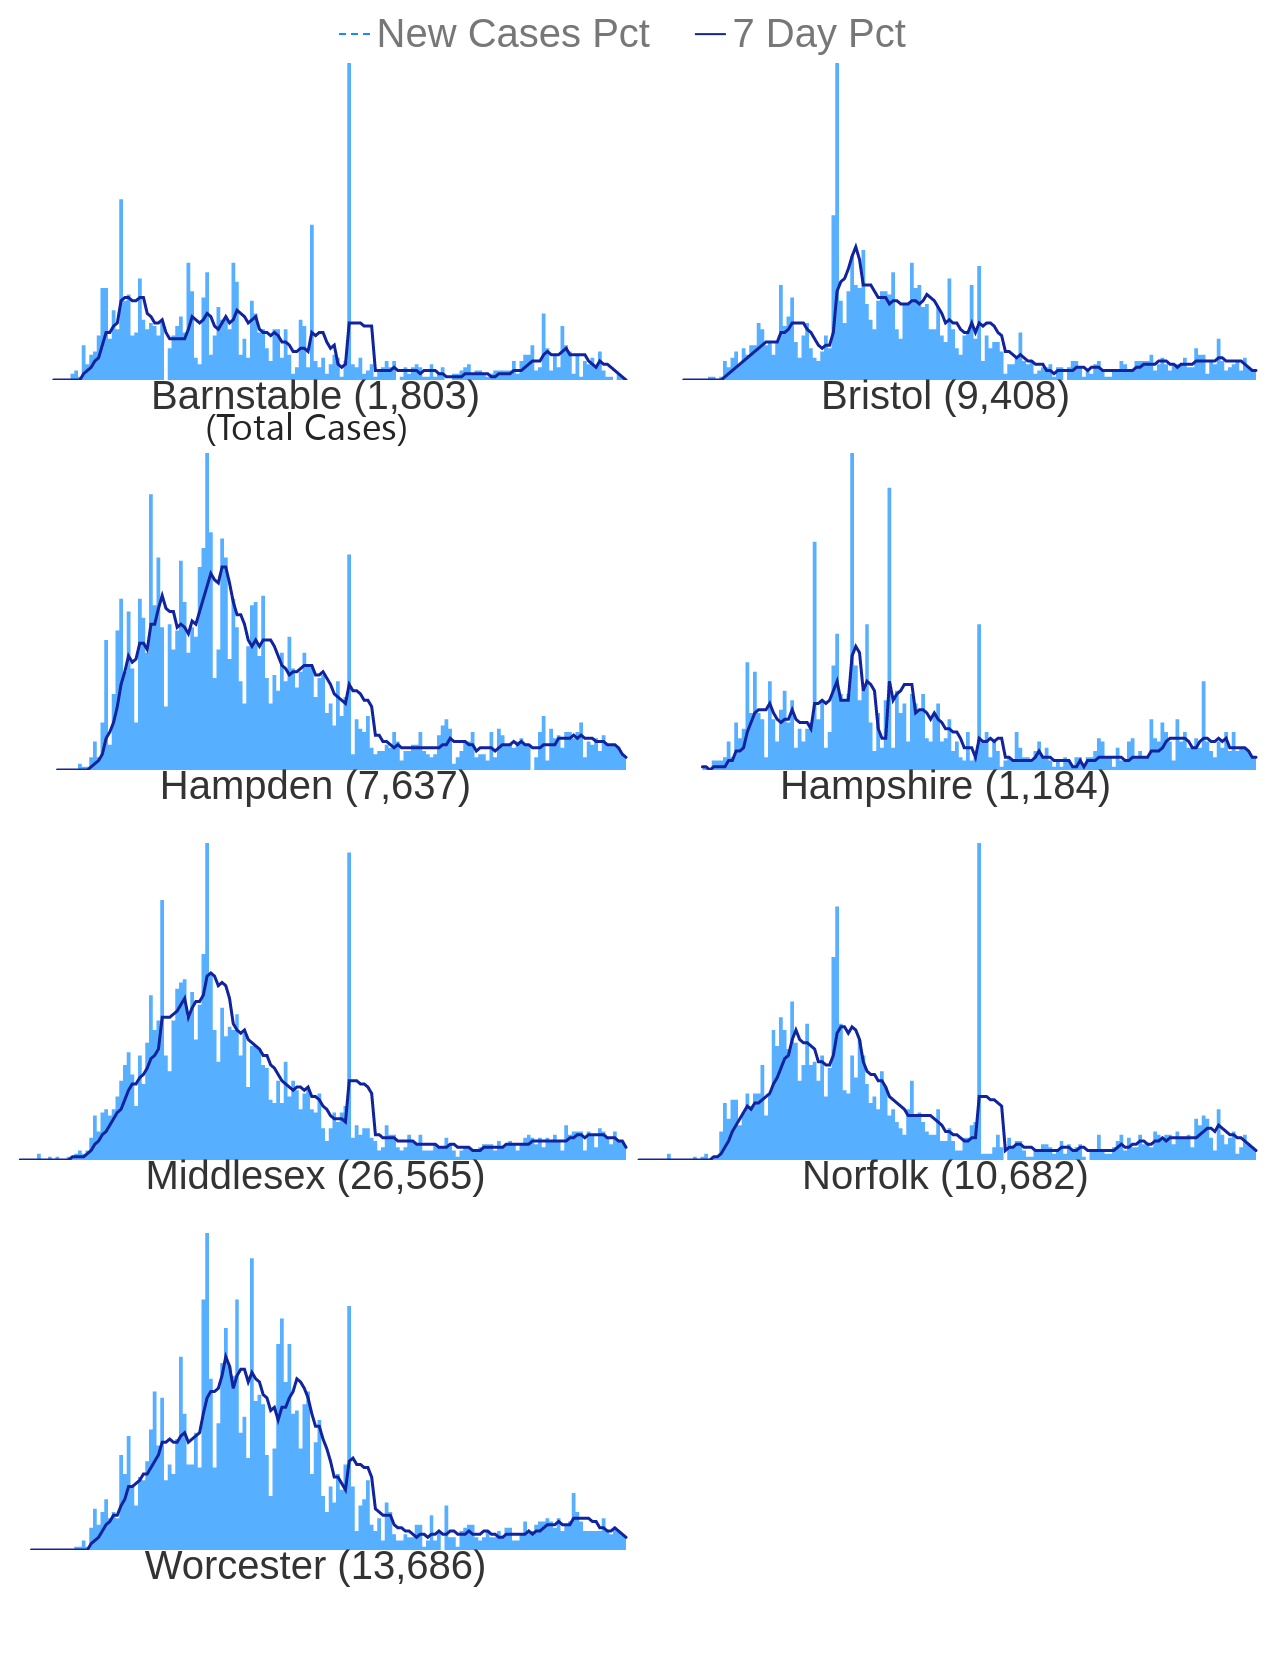 New Cases Pct 7 Day Pct
Barnstable (1,803) Bristol (9,408)
(Total Cases)
Hampden (7,637) Hampshire (1,184)
Middlesex (26,565) Norfolk (10,682)
Worcester (13,686)